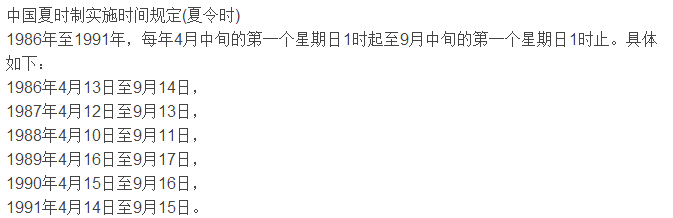 中国夏时制实施时间规定(夏令时)
1986年至1991年，每年4月中旬的第一个星期日1时起至9月中旬的第一个星期日1时止。具体
如下：
1986年4月13日至9月14日，
1987年4月12日至9月13日，
1988年4月10日至9月11日，
1989年4月16日至9月17日，
1990年4月15日至9月16日，
1991年4月14日至9月15日。